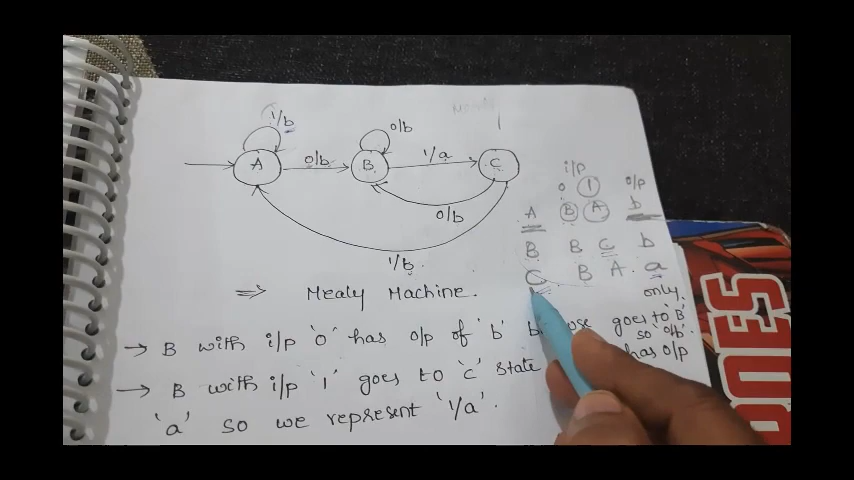 1/b
0/b
A
0/b
B
1/a
C
0/b
1/b
i/p
0 1 o/p
A B A b
B B C b
C B A . a
only.
⇒ Mealy Machine.
→ B with i/p '0' has o/p of 'b' goes to 'B'
so '0/b'.
→ B with i/p '1' goes to 'C' state has o/p
'a' so we represent '1/a'.